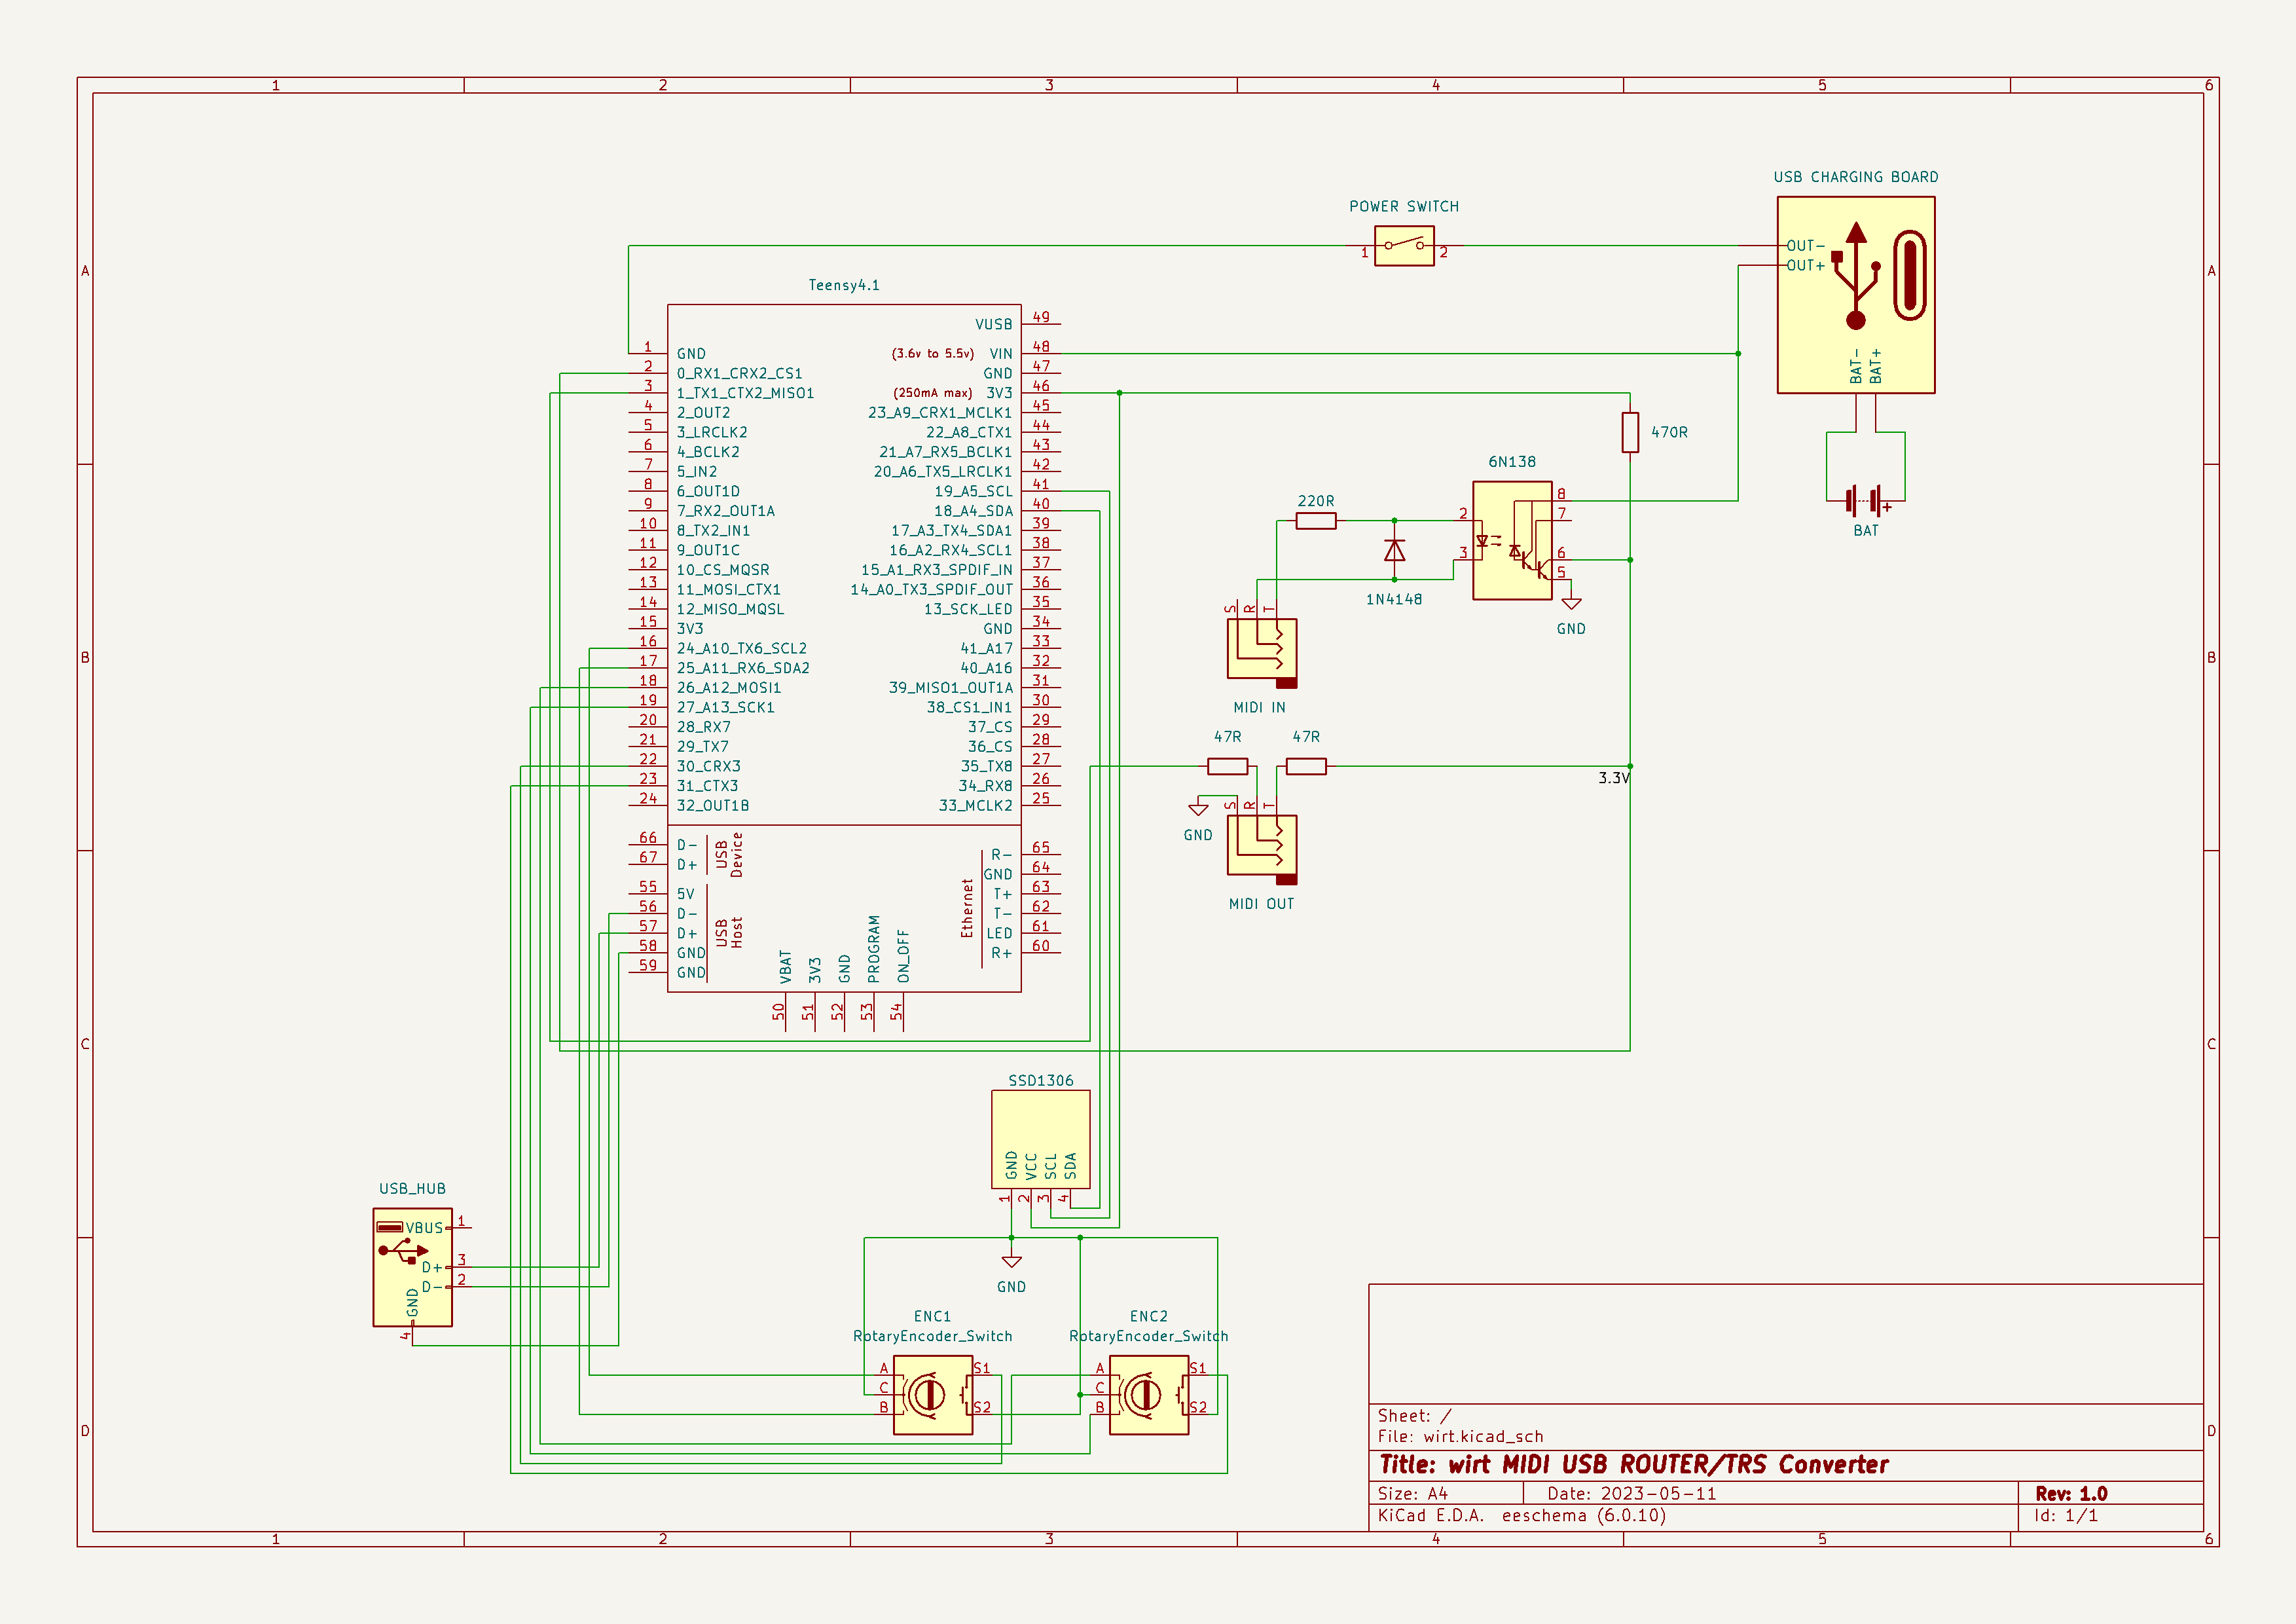 1 2 3 4 5 6
A A
B B
C C
D D
USB CHARGING BOARD
OUT-
OUT+
BAT-
BAT+
BAT
POWER SWITCH
1 2
Teensy4.1
VUSB 49
1 GND (3.6v to 5.5v) VIN 48
2 0_RX1_CRX2_CS1 GND 47
3 1_TX1_CTX2_MISO1 (250mA max) 3V3 46
4 2_OUT2 23_A9_CRX1_MCLK1 45
5 3_LRCLK2 22_A8_CTX1 44
6 4_BCLK2 21_A7_RX5_BCLK1 43
7 5_IN2 20_A6_TX5_LRCLK1 42
8 6_OUT1D 19_A5_SCL 41
9 7_RX2_OUT1A 18_A4_SDA 40
10 8_TX2_IN1 17_A3_TX4_SDA1 39
11 9_OUT1C 16_A2_RX4_SCL1 38
12 10_CS_MQSR 15_A1_RX3_SPDIF_IN 37
13 11_MOSI_CTX1 14_A0_TX3_SPDIF_OUT 36
14 12_MISO_MQSL 13_SCK_LED 35
15 3V3 GND 34
16 24_A10_TX6_SCL2 41_A17 33
17 25_A11_RX6_SDA2 40_A16 32
18 26_A12_MOSI1 39_MISO1_OUT1A 31
19 27_A13_SCK1 38_CS1_IN1 30
20 28_RX7 37_CS 29
21 29_TX7 36_CS 28
22 30_CRX3 35_TX8 27
23 31_CTX3 34_RX8 26
24 32_OUT1B 33_MCLK2 25
66 D-
67 D+
USB
Device
55 5V
56 D-
57 D+
58 GND
59 GND
USB
Host
R- 65
GND 64
T+ 63
T- 62
LED 61
R+ 60
Ethernet
VBAT 3V3 GND PROGRAM ON_OFF
50 51 52 53 54
470R
6N138
2 3 8 7 6 5
GND
220R
1N4148
S R T
MIDI IN
47R 47R
3.3V
GND
S R T
MIDI OUT
SSD1306
GND VCC SCL SDA
1 2 3 4
GND
USB_HUB
VBUS 1
D+ 3
D- 2
GND
4
ENC1
RotaryEncoder_Switch
A S1
C
B S2
ENC2
RotaryEncoder_Switch
A S1
C
B S2
Sheet: /
File: wirt.kicad_sch
Title: wirt MIDI USB ROUTER/TRS Converter
Size: A4 Date: 2023-05-11 Rev: 1.0
KiCad E.D.A. eeschema (6.0.10) Id: 1/1
1 2 3 4 5 6